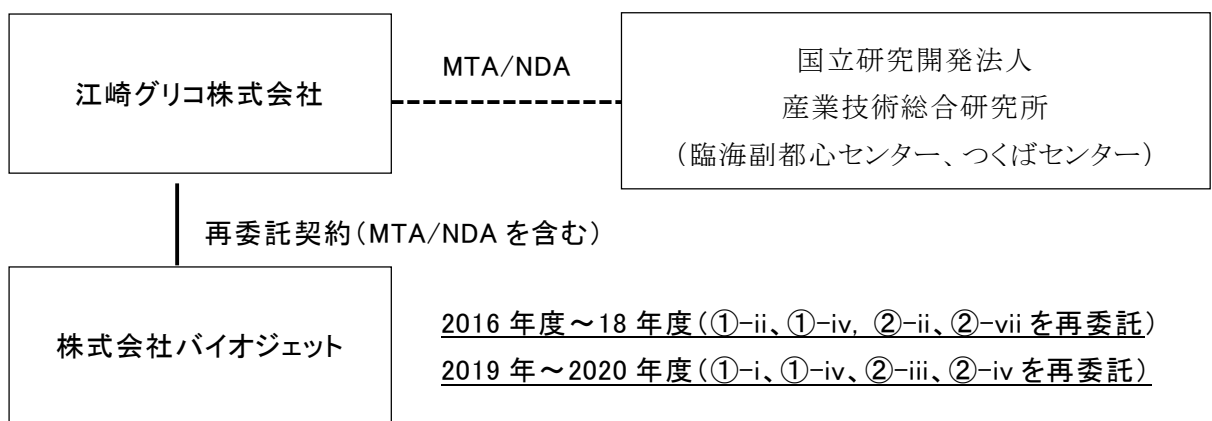 江崎グリコ株式会社
MTA/NDA
国立研究開発法人
産業技術総合研究所
（臨海副都心センター、つくばセンター）
再委託契約（MTA/NDA を含む）
株式会社バイオジェット
2016 年度～18 年度（①-ii、①-iv, ②-ii、②-vii を再委託）
2019 年～2020 年度（①-i、①-iv、②-iii、②-iv を再委託）